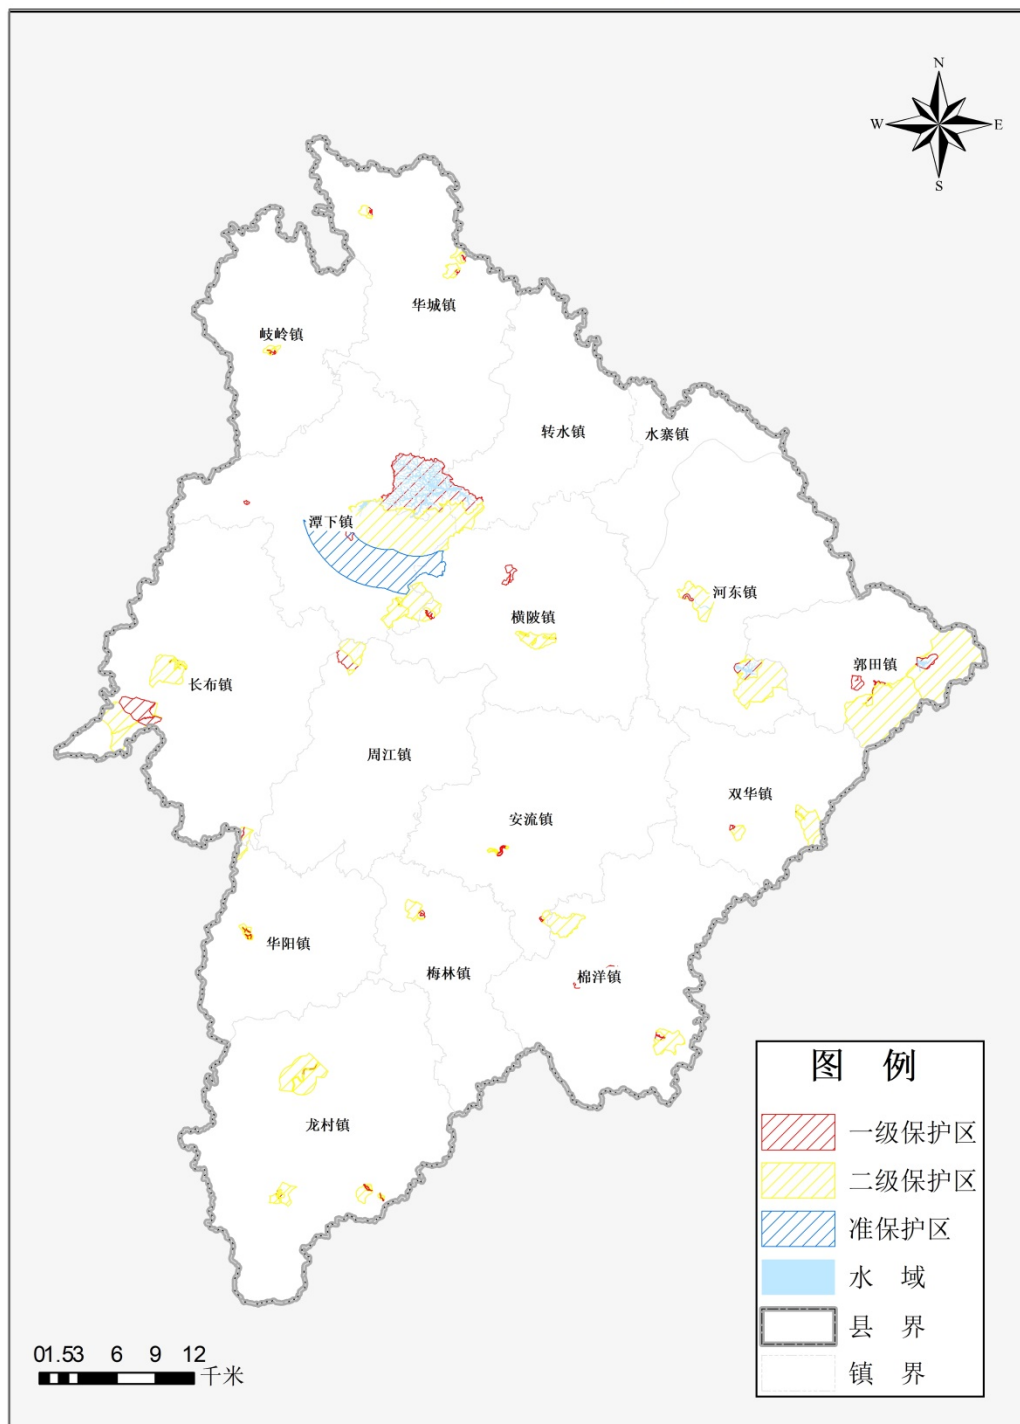 N
W
E
S
华城镇
岐岭镇
转水镇
水寨镇
潭下镇
河东镇
横陂镇
郭田镇
长布镇
周江镇
双华镇
安流镇
华阳镇
梅林镇
棉洋镇
龙村镇
图 例
一级保护区
二级保护区
准保护区
水 域
县 界
镇 界
01.53 6 9 12
千米